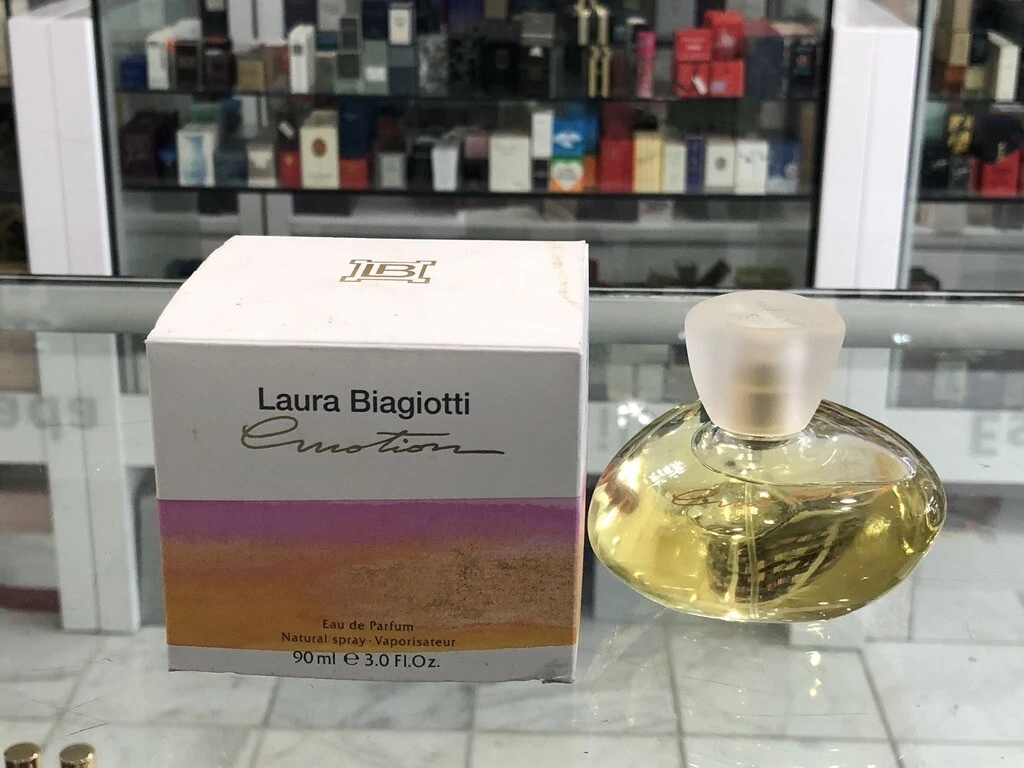 LB
Laura Biagiotti
emotion
Eau de Parfum
Natural spray - Vaporisateur
90 ml e 3.0 Fl.Oz.